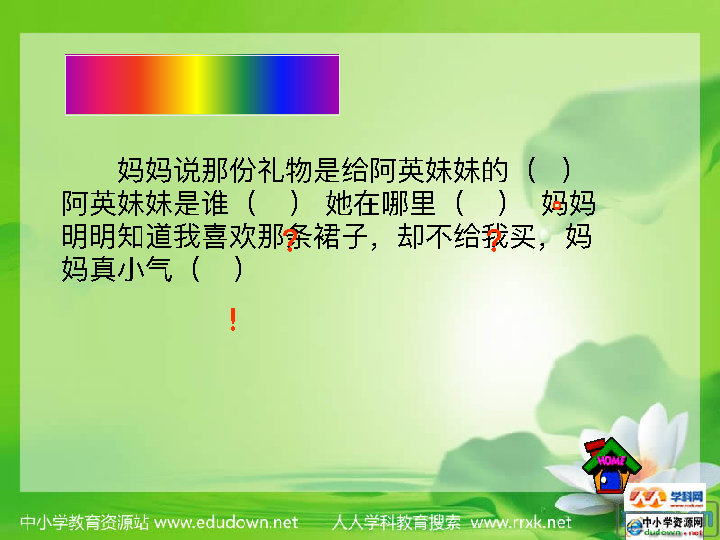 妈妈说那份礼物是给阿英妹妹的（ ）
阿英妹妹是谁（ ） 她在哪里（ ） 妈妈
。
明明知道我喜欢那条裙子，却不给我买，妈
？ ？
妈真小气（ ）
！
HOME
学科网
www.rrxk.net
中小学资源网
中小学教育资源站 www.edudown.net 人人学科教育搜索 www.rrxk.net